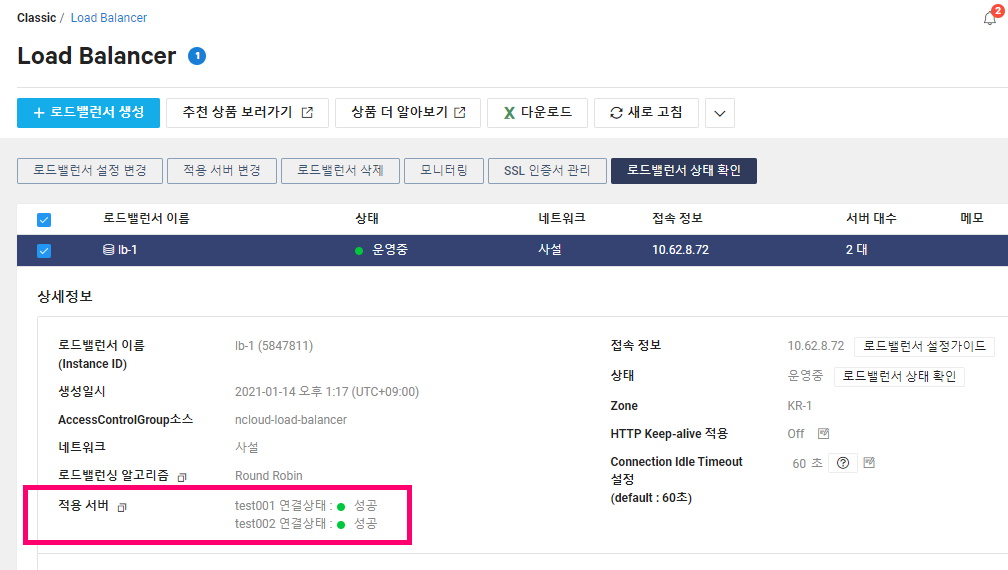 Classic / Load Balancer
2
Load Balancer 1
+ 로드밸런서 생성 추천 상품 보러가기 상품 더 알아보기 X 다운로드 새로 고침
로드밸런서 설정 변경 적용 서버 변경 로드밸런서 삭제 모니터링 SSL 인증서 관리 로드밸런서 상태 확인
로드밸런서 이름 상태 네트워크 접속 정보 서버 대수 메모
lb-1 운영중 사설 10.62.8.72 2 대
상세정보
로드밸런서 이름 lb-1 (5847811) 접속 정보 10.62.8.72 로드밸런서 설정가이드
(Instance ID)
상태 운영중 로드밸런서 상태 확인
생성일시 2021-01-14 오후 1:17 (UTC+09:00)
Zone KR-1
AccessControlGroup소스 ncloud-load-balancer
HTTP Keep-alive 적용 Off
네트워크 사설
Connection Idle Timeout 60 초 ?
설정
(default : 60초)
로드밸런싱 알고리즘 Round Robin
적용 서버 test001 연결상태 : 성공
test002 연결상태 : 성공